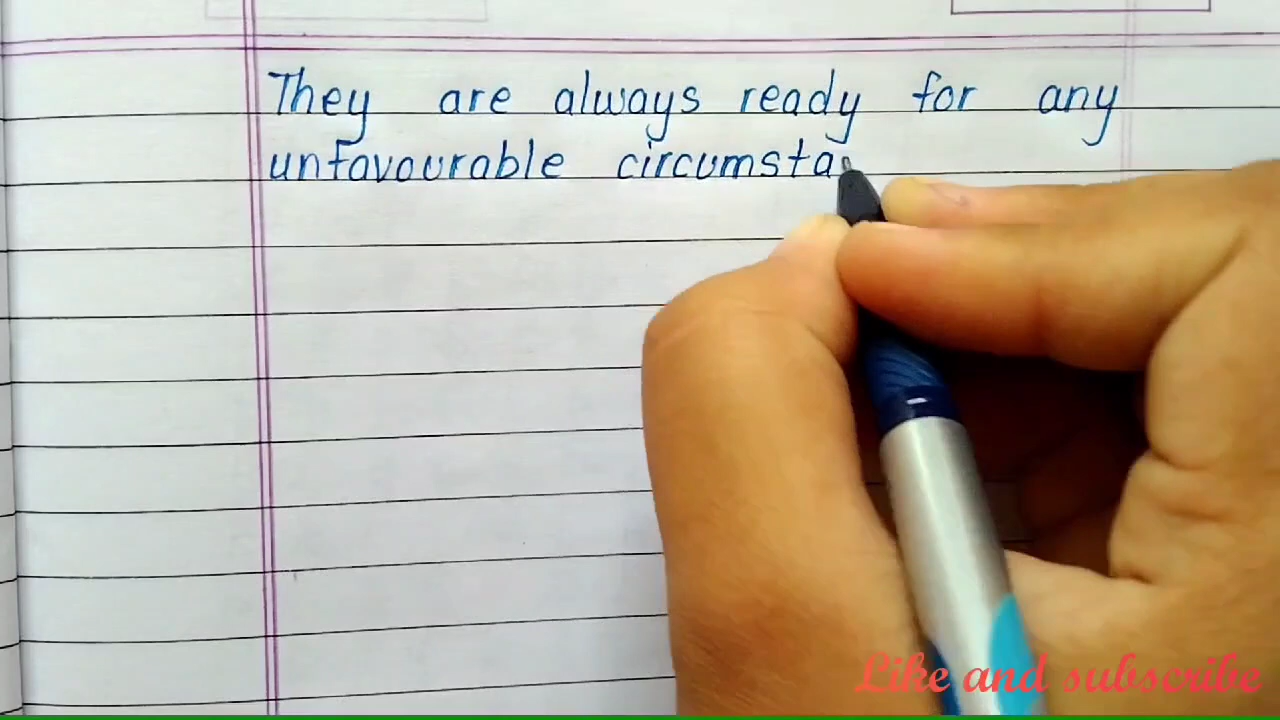 They are always ready for any
unfavourable circumsta
Like and subscribe